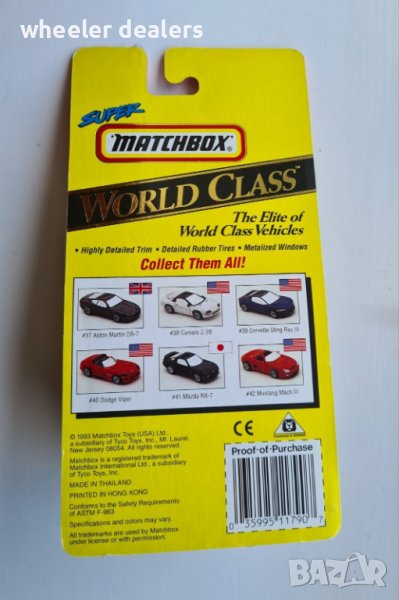 wheeler dealers
SUPER
MATCHBOX®
WORLD CLASS™
The Elite of
World Class Vehicles
• Highly Detailed Trim • Detailed Rubber Tires • Metalized Windows
Collect Them All!
#37 Aston Martin DB-7
#38 Camaro Z-28
#39 Corvette Sting Ray III
#40 Dodge Viper
#41 Mazda RX-7
#42 Mustang Mach III
© 1993 Matchbox Toys (USA) Ltd.,
a subsidiary of Tyco Toys, Inc., Mt. Laurel,
New Jersey 08054. All rights reserved.
Matchbox is a registered trademark of
Matchbox International Ltd., a subsidiary
of Tyco Toys, Inc.
MADE IN THAILAND
PRINTED IN HONG KONG
Conforms to the Safety Requirements
of ASTM F-963
Specifications and colors may vary
All trademarks are used by Matchbox
under license or with permission.
CE
Proof-of-Purchase
0 35995 11790 7
BAZAR